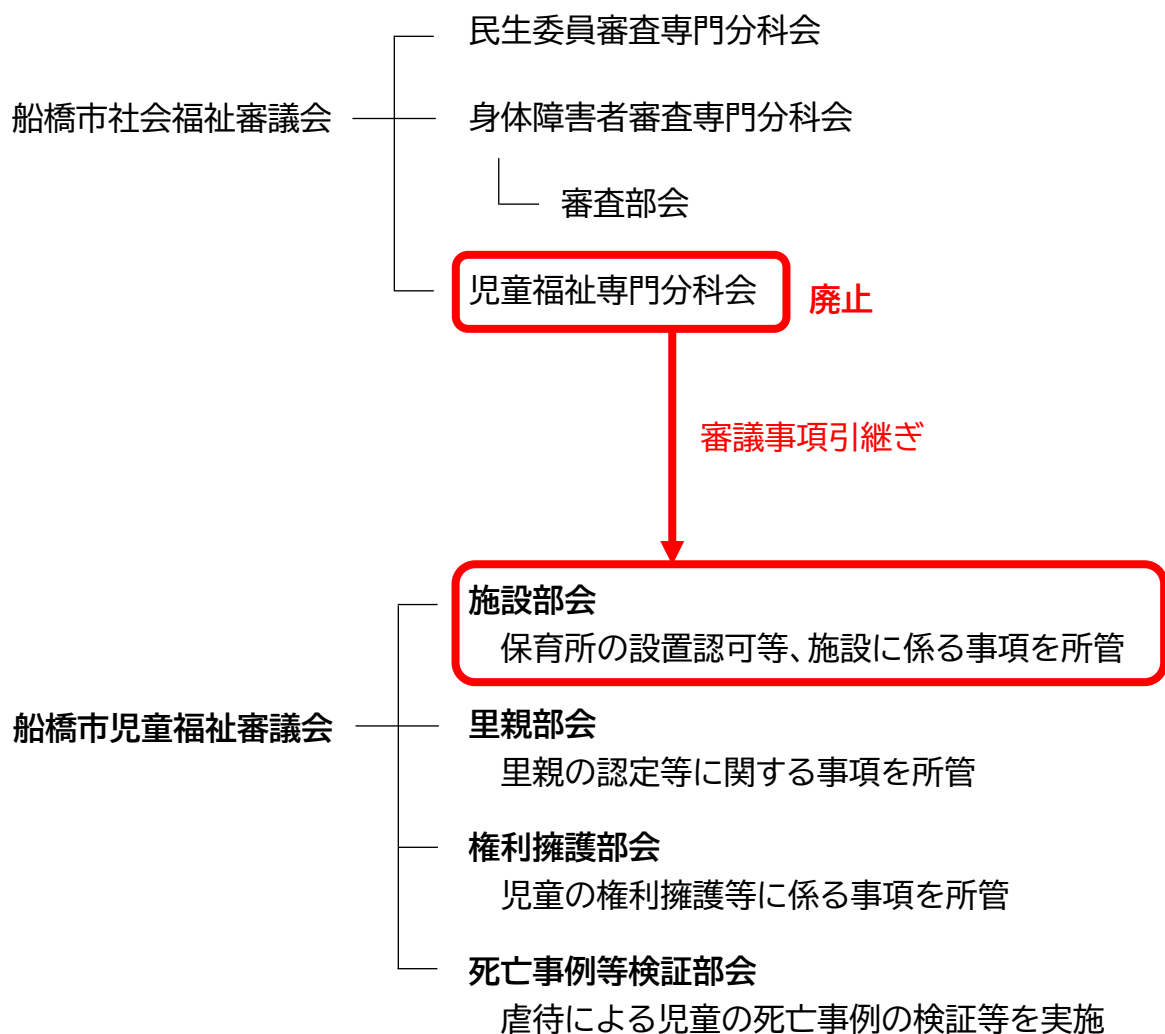 民生委員審査専門分科会
船橋市社会福祉審議会
身体障害者審査専門分科会
審査部会
児童福祉専門分科会
廃止
審議事項引継ぎ
施設部会
保育所の設置認可等、施設に係る事項を所管
船橋市児童福祉審議会
里親部会
里親の認定等に関する事項を所管
権利擁護部会
児童の権利擁護等に係る事項を所管
死亡事例等検証部会
虐待による児童の死亡事例の検証等を実施